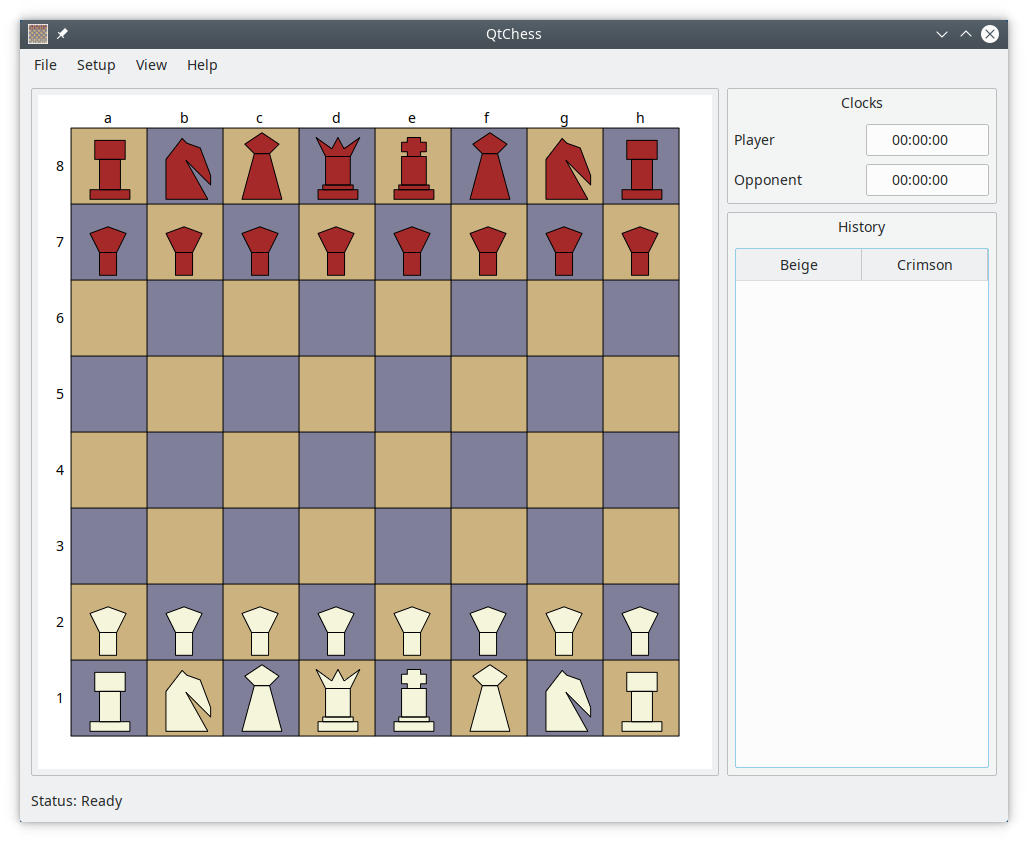 QtChess
File Setup View Help
a b c d e f g h
8
7
6
5
4
3
2
1
Clocks
Player 00:00:00
Opponent 00:00:00
History
Beige Crimson
Status: Ready